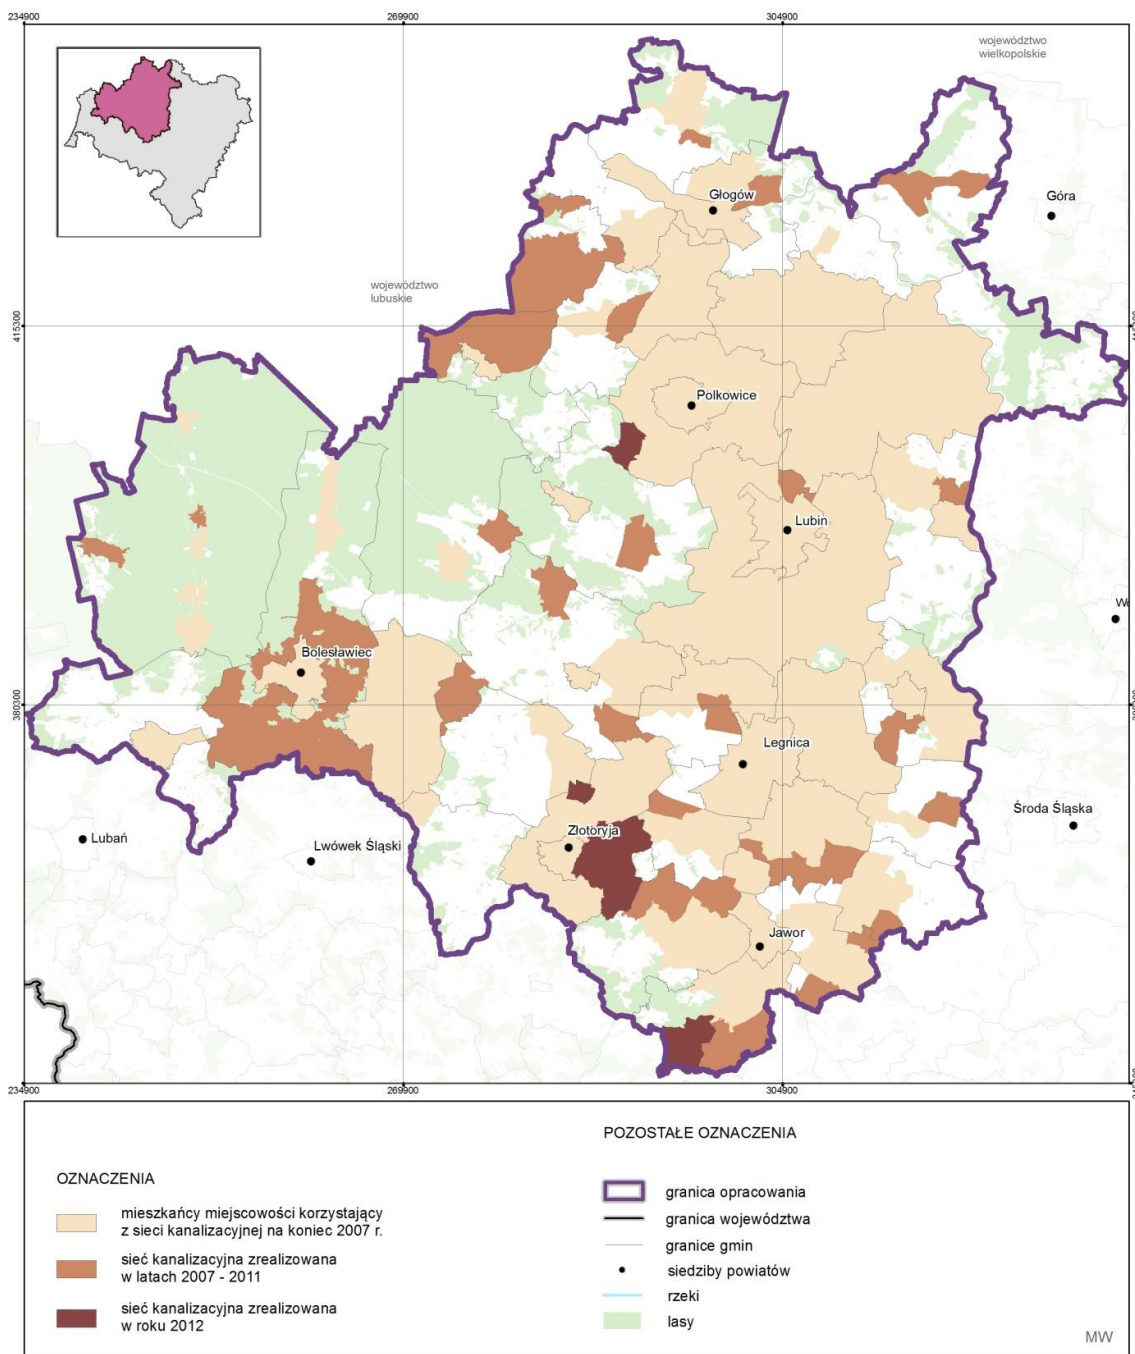 234900
269900
304900
województwo
wielkopolskie
Głogów
Góra
województwo
lubuskie
415300
Polkowice
Lubin
Bolesławiec
380300
Legnica
Środa Śląska
Lubań
Złotoryja
Lwówek Śląski
Jawor
234900
269900
304900
OZNACZENIA
mieszkańcy miejscowości korzystający
z sieci kanalizacyjnej na koniec 2007 r.
sieć kanalizacyjna zrealizowana
w latach 2007 - 2011
sieć kanalizacyjna zrealizowana
w roku 2012
POZOSTAŁE OZNACZENIA
granica opracowania
granica województwa
granice gmin
siedziby powiatów
rzeki
lasy
MW